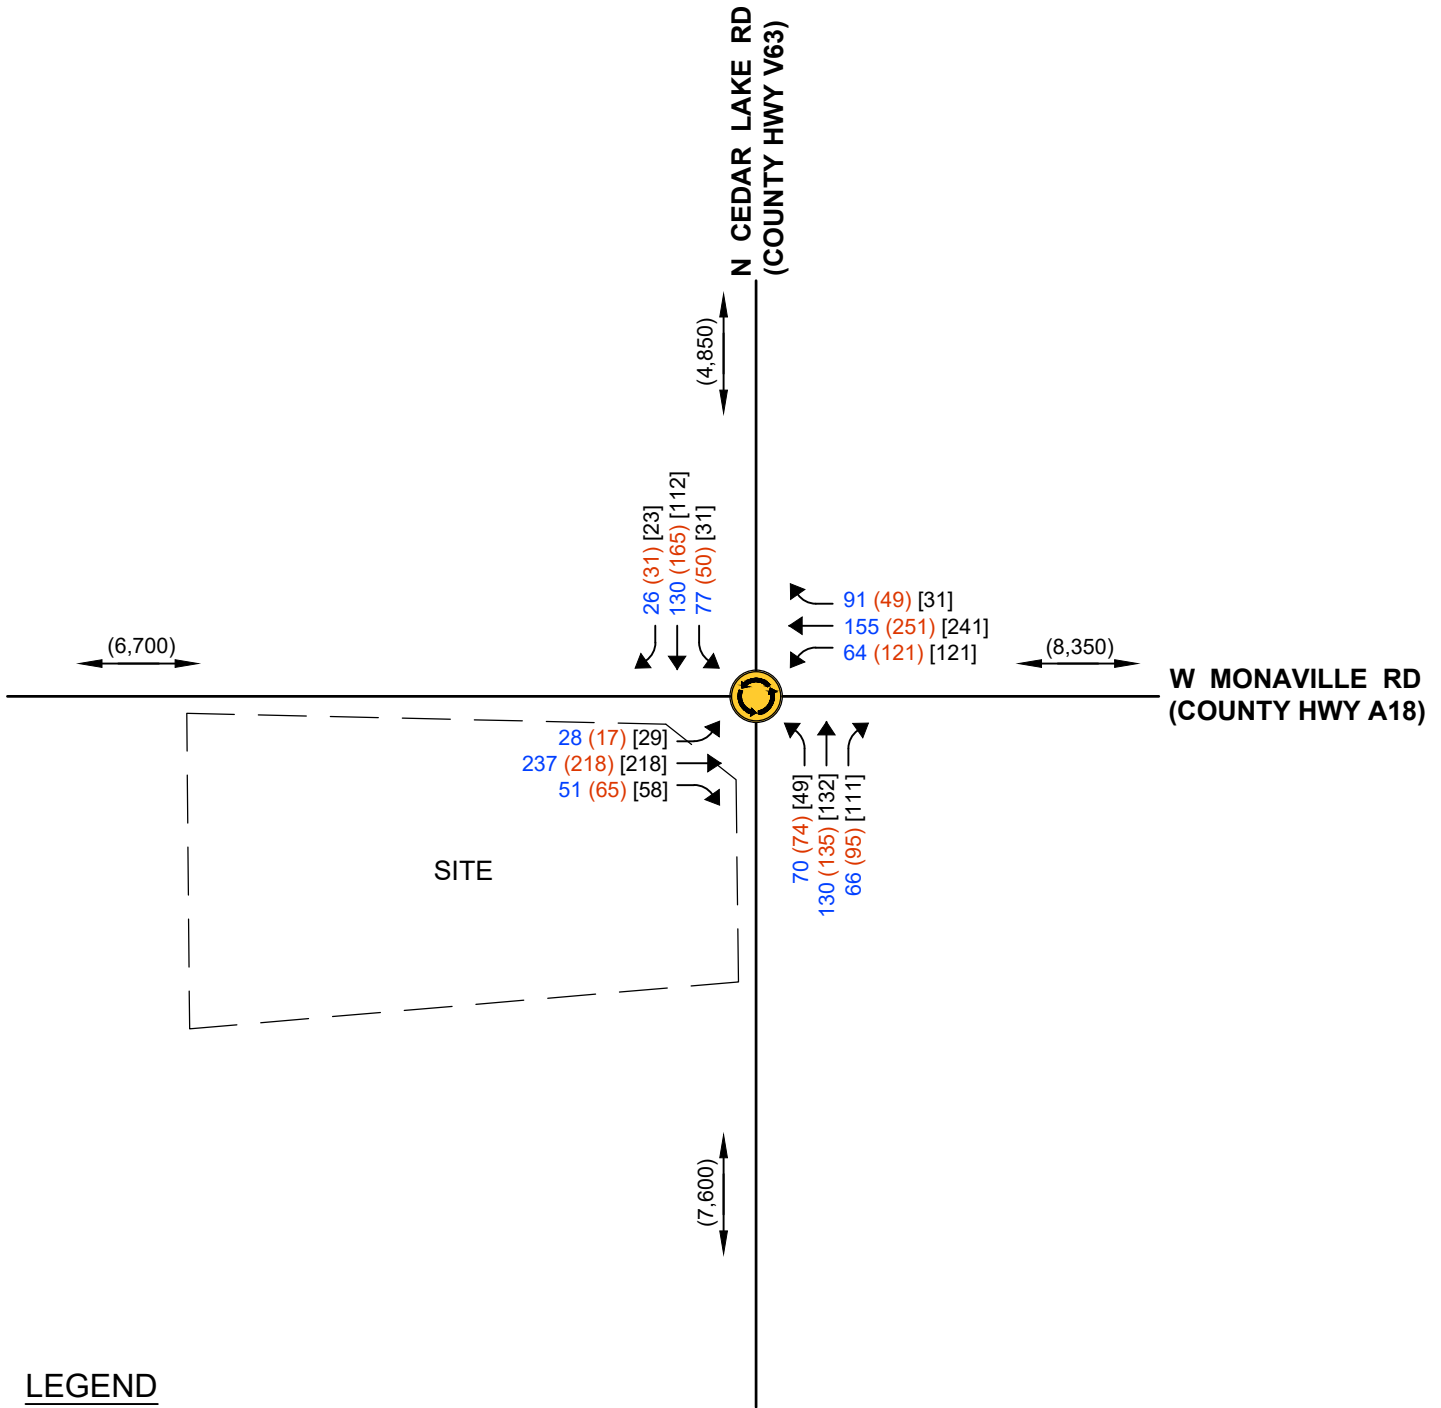 N CEDAR LAKE RD
(COUNTY HWY V63)
(4,850)
26 (31) [23]
130 (165) [112]
77 (50) [31]
91 (49) [31]
155 (251) [241]
64 (121) [121]
(6,700)
(8,350)
W MONAVILLE RD
(COUNTY HWY A18)
28 (17) [29]
237 (218) [218]
51 (65) [58]
70 (74) [49]
130 (135) [132]
66 (95) [111]
SITE
(7,600)
LEGEND